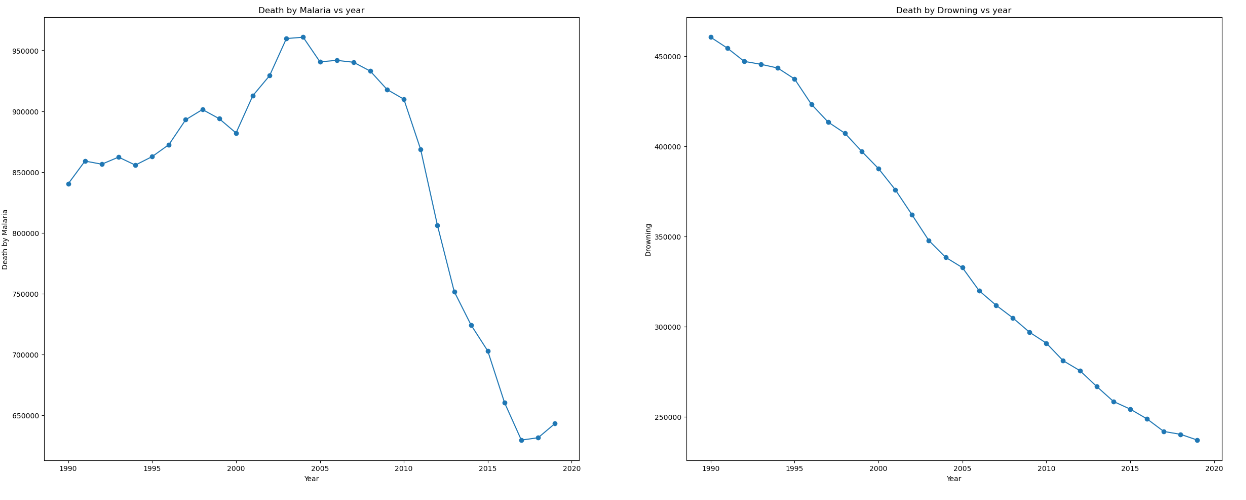 Death by Malaria vs year
Death by Malaria
950000
900000
850000
800000
750000
700000
650000
1990 1995 2000 2005 2010 2015 2020
Year
Death by Drowning vs year
Drowning
450000
400000
350000
300000
250000
1990 1995 2000 2005 2010 2015 2020
Year